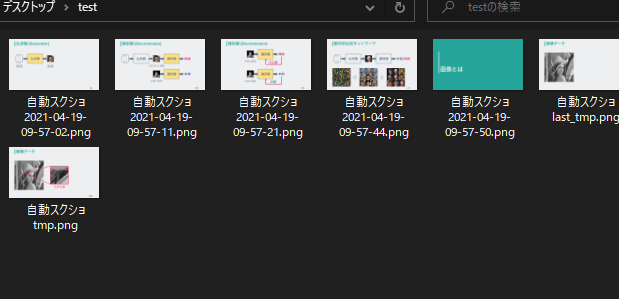 デスクトップ > test
testの検索
自動スクショ
2021-04-19-
09-57-02.png
自動スクショ
2021-04-19-
09-57-11.png
自動スクショ
2021-04-19-
09-57-21.png
自動スクショ
2021-04-19-
09-57-44.png
自動スクショ
2021-04-19-
09-57-50.png
自動スクショ
last_tmp.png
自動スクショ
tmp.png
画像とは
画像データ
画像データ